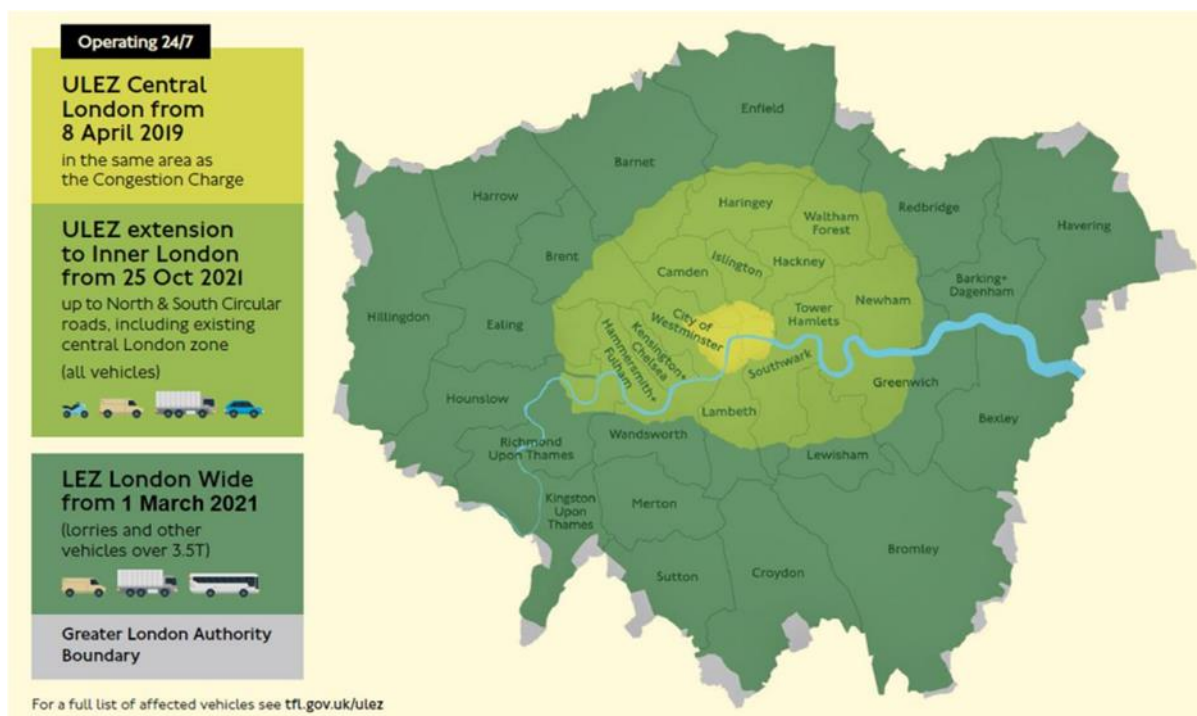 Operating 24/7
ULEZ Central
London from
8 April 2019
in the same area as
the Congestion Charge
ULEZ extension
to Inner London
from 25 Oct 2021
up to North & South Circular
roads, including existing
central London zone
(all vehicles)
LEZ London Wide
from 1 March 2021
(lorries and other
vehicles over 3.5T)
Greater London Authority
Boundary
For a full list of affected vehicles see tfl.gov.uk/ulez
Enfield
Barnet
Harrow
Haringey
Waltham
Forest
Redbridge
Havering
Brent
Camden
Islington
Hackney
Barking+
Dagenham
Hillingdon
Ealing
Hammersmith+
Fulham
Kensington+
Chelsea
City of
Westminster
Tower
Hamlets
Newham
Southwark
Greenwich
Hounslow
Lambeth
Bexley
Richmond
Upon Thames
Wandsworth
Lewisham
Kingston
Upon
Thames
Merton
Bromley
Sutton
Croydon